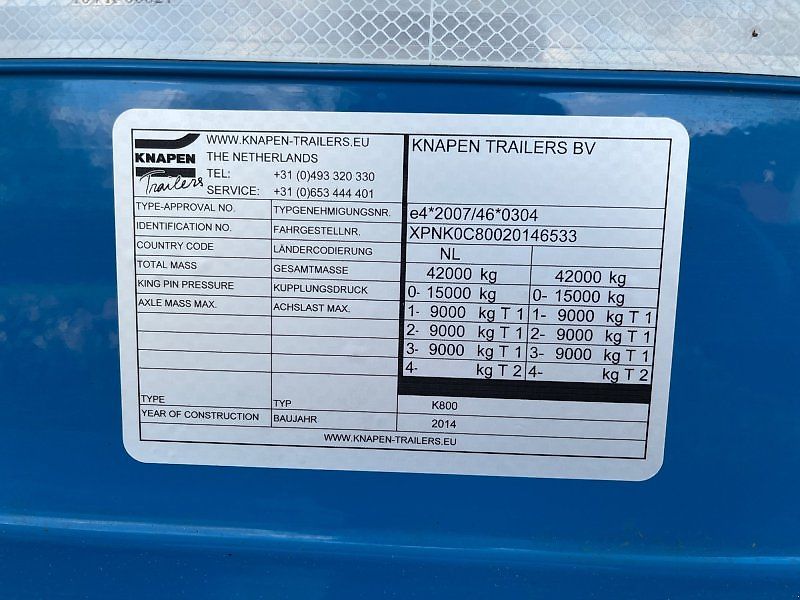 KNAPEN
Trailers
WWW.KNAPEN-TRAILERS.EU
THE NETHERLANDS
TEL: +31 (0)493 320 330
SERVICE: +31 (0)653 444 401
KNAPEN TRAILERS BV
TYPE-APPROVAL NO. TYPGENEHMIGUNGSNR. e4*2007/46*0304
IDENTIFICATION NO. FAHRGESTELLNR. XPNK0C80020146533
COUNTRY CODE LÄNDERCODIERUNG NL
TOTAL MASS GESAMTMASSE 42000 kg 42000 kg
KING PIN PRESSURE KUPPLUNGSDRUCK 0- 15000 kg 0- 15000 kg
AXLE MASS MAX. ACHSLAST MAX. 1- 9000 kg T 1 1- 9000 kg T 1
2- 9000 kg T 1 2- 9000 kg T 1
3- 9000 kg T 1 3- 9000 kg T 1
4- kg T 2 4- kg T 2
TYPE TYP K800
YEAR OF CONSTRUCTION BAUJAHR 2014
WWW.KNAPEN-TRAILERS.EU